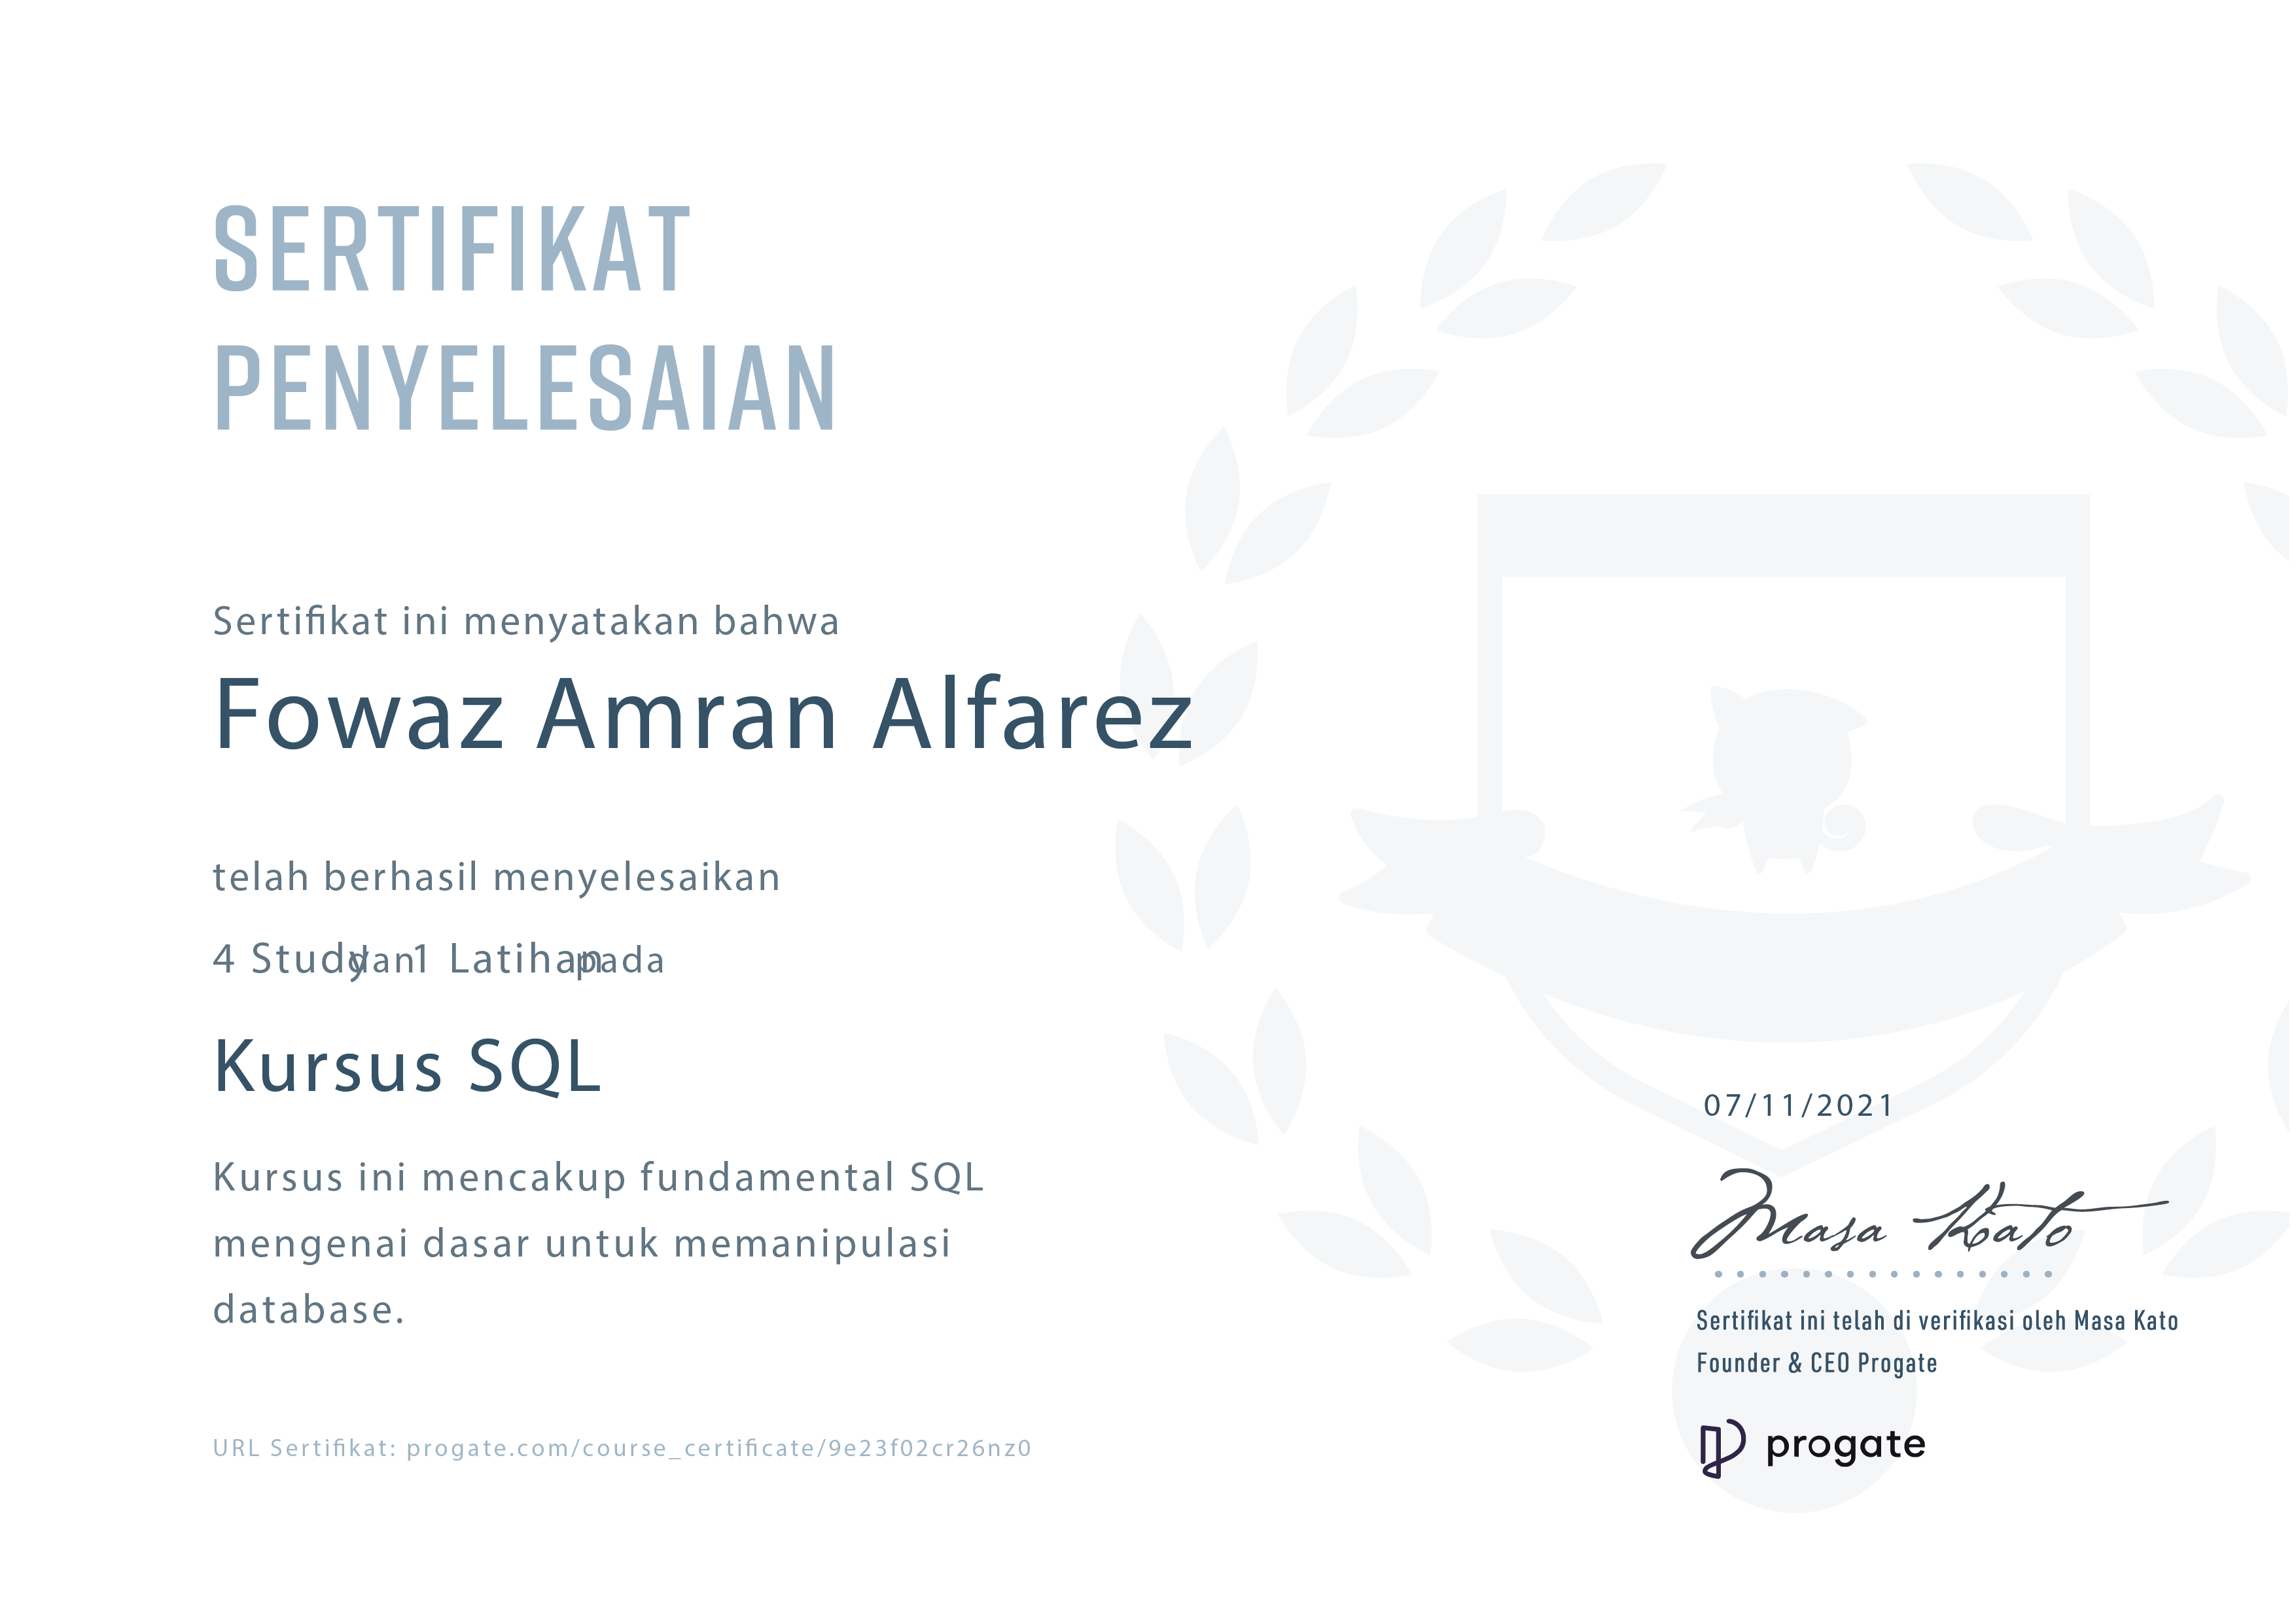 SERTIFIKAT
PENYELESAIAN
Sertifikat ini menyatakan bahwa
Fowaz Amran Alfarez
telah berhasil menyelesaikan
4 Study dan 1 Latihan pada
Kursus SQL
Kursus ini mencakup fundamental SQL
mengenai dasar untuk memanipulasi
database.
URL Sertifikat: progate.com/course_certificate/9e23f02cr26nz0
07/11/2021
Masa Kato
Sertifikat ini telah di verifikasi oleh Masa Kato
Founder & CEO Progate
progate